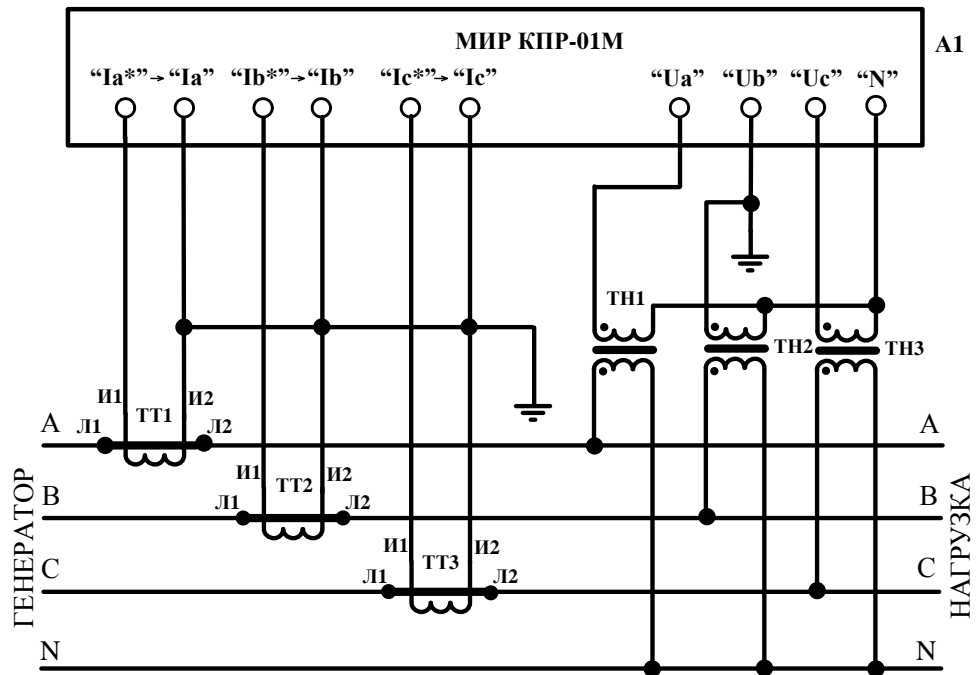 МИР КПР-01М
A1
“Ia*”→“Ia” “Ib*”→“Ib” “Ic*”→“Ic” “Ua” “Ub” “Uc” “N”
ТН1
ТН2
ТН3
И1 ТТ1 И2
A Л1 Л2 A
И1 ТТ2 И2
B Л1 Л2 B
И1 ТТ3 И2
C Л1 Л2 C
N N
ГЕНЕРАТОР
НАГРУЗКА